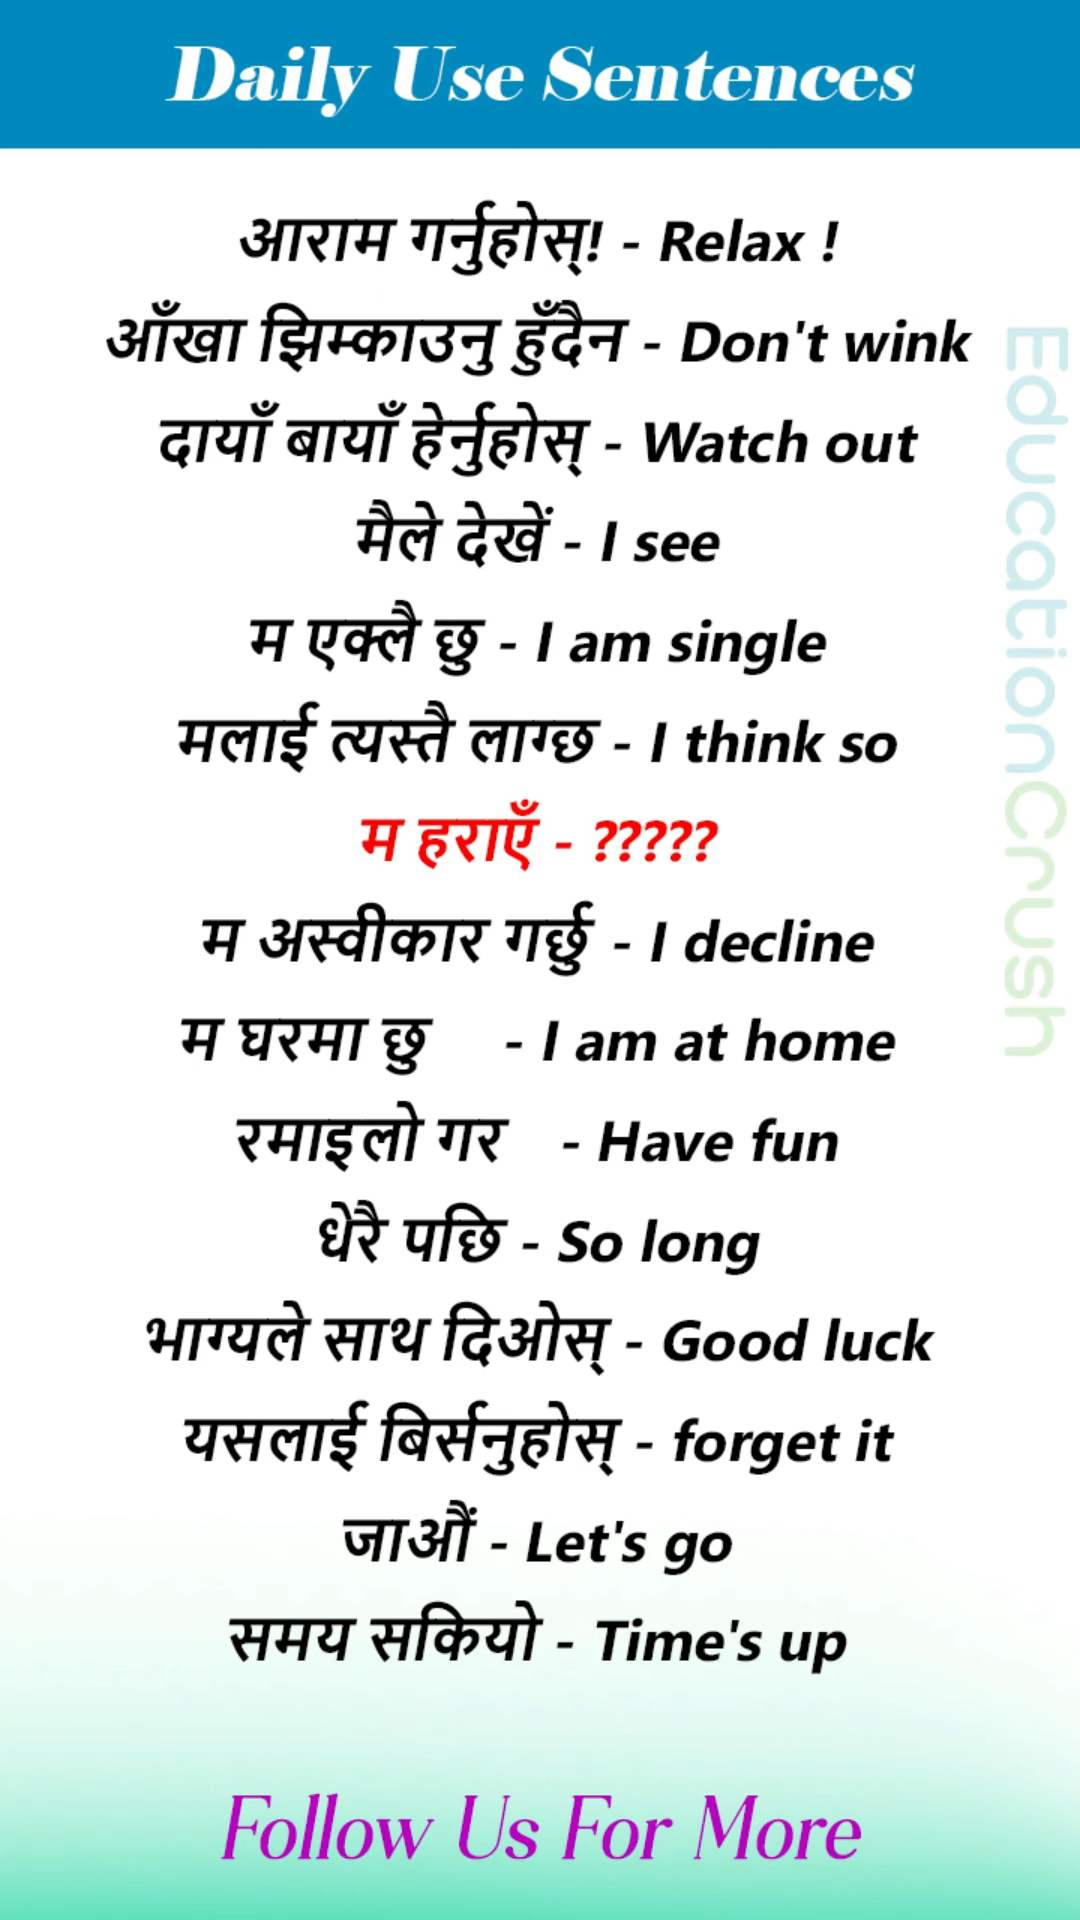 Daily Use Sentences
आराम गर्नुहोस्! - Relax !
आँखा झिम्काउनु हुँदैन - Don't wink
दायाँ बायाँ हेर्नुहोस् - Watch out
मैले देखें - I see
म एक्लै छु - I am single
मलाई त्यस्तै लाग्छ - I think so
म हराएँ - ?????
म अस्वीकार गर्छु - I decline
म घरमा छु - I am at home
रमाइलो गर - Have fun
धेरै पछि - So long
भाग्यले साथ दिओस् - Good luck
यसलाई बिर्सनुहोस् - forget it
जाऔं - Let's go
समय सकियो - Time's up
Follow Us For More
EducationCrush